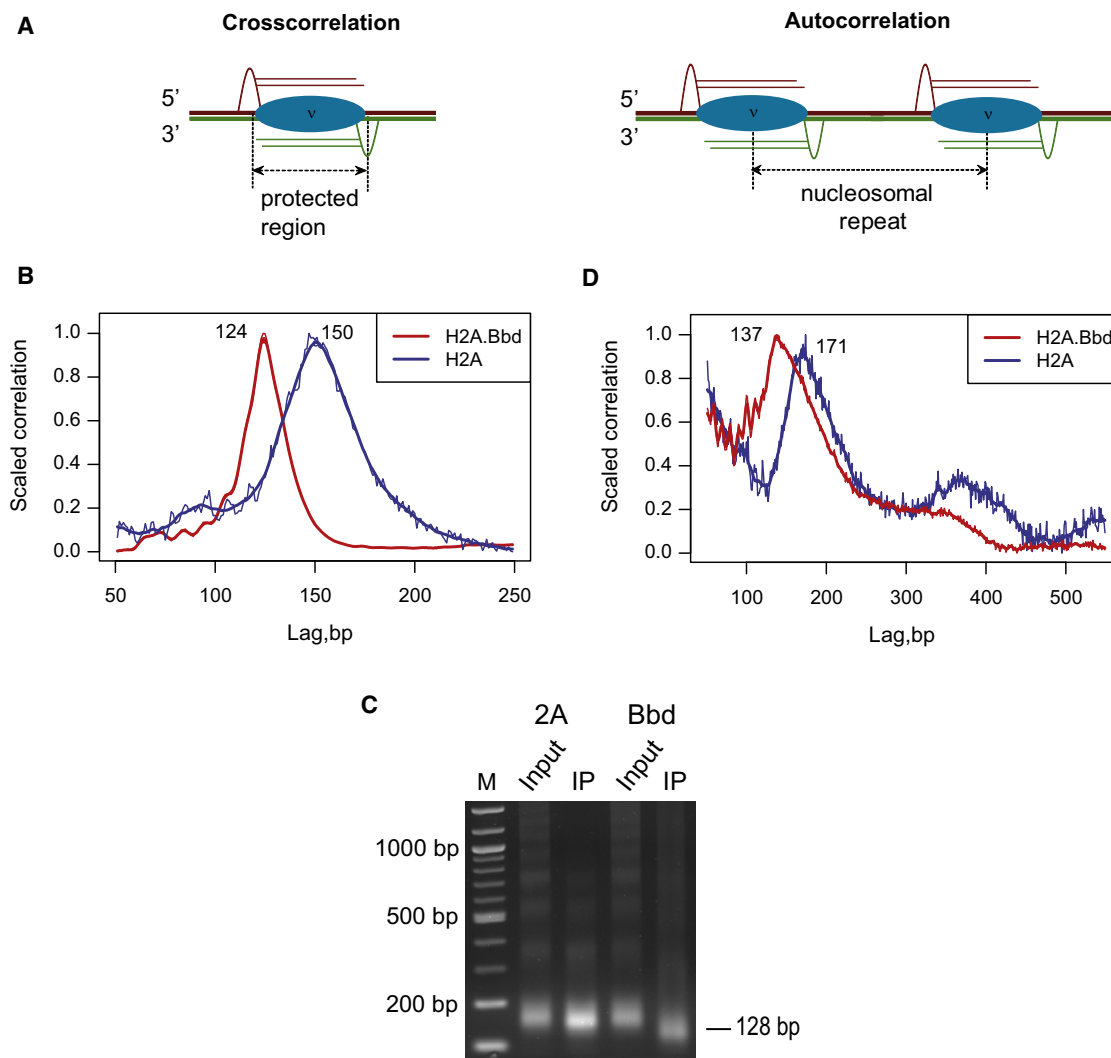 A
Crosscorrelation
Autocorrelation
5’
3’
ν
protected
region
5’
3’
ν
ν
nucleosomal
repeat
B
Scaled correlation
1.0
0.8
0.6
0.4
0.2
0.0
124
150
H2A.Bbd
H2A
50
100
150
200
250
Lag,bp
D
Scaled correlation
1.0
0.8
0.6
0.4
0.2
0.0
137
171
H2A.Bbd
H2A
100
200
300
400
500
Lag,bp
C
2A
Bbd
M
Input
IP
Input
IP
1000 bp
500 bp
200 bp
128 bp